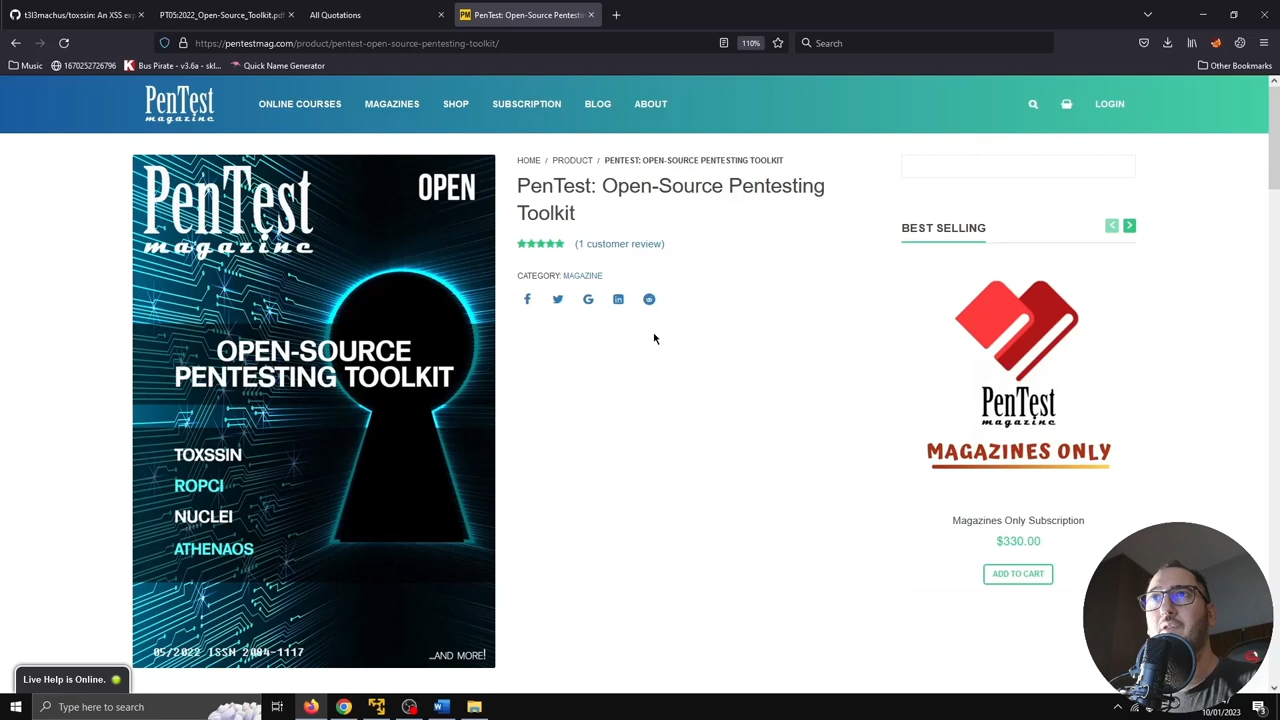 t3l3machus/toxssin: An XSS exp
PT05:2022_Open-Source_Toolkit.pdf
All Quotations
PM PenTest: Open-Source Pentestin
https://pentestmag.com/product/pentest-open-source-pentesting-toolkit/
110%
Search
Music
1670252726796
Bus Pirate - v3.6a - skl...
Quick Name Generator
Other Bookmarks
PenTest magazine
ONLINE COURSES
MAGAZINES
SHOP
SUBSCRIPTION
BLOG
ABOUT
LOGIN
PenTest
magazine
OPEN
OPEN-SOURCE
PENTESTING TOOLKIT
TOXSSIN
ROPCI
NUCLEI
ATHENAOS
05/2022 ISSN 2084-1117
...AND MORE!
HOME / PRODUCT / PENTEST: OPEN-SOURCE PENTESTING TOOLKIT
PenTest: Open-Source Pentesting
Toolkit
(1 customer review)
CATEGORY: MAGAZINE
BEST SELLING
PenTest
magazine
MAGAZINES ONLY
Magazines Only Subscription
$330.00
ADD TO CART
Live Help is Online.
Type here to search
10/01/2023
3